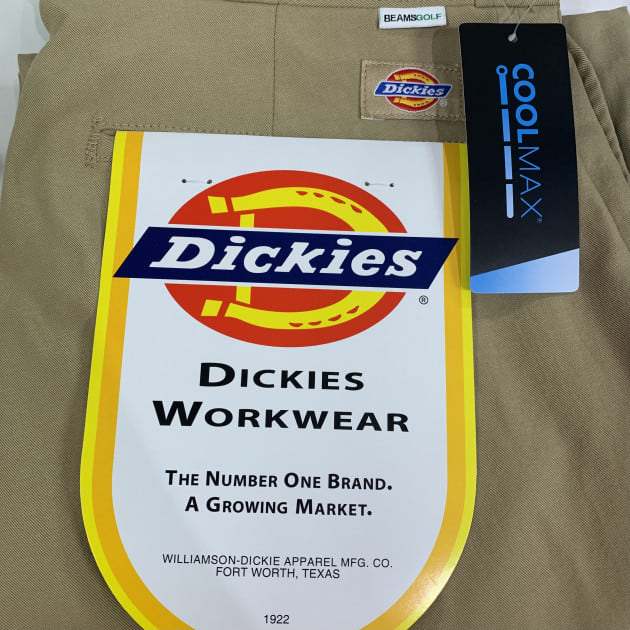 BEAMSGOLF
Dickies
COOLMAX®
Dickies®
DICKIES
WORKWEAR
THE NUMBER ONE BRAND.
A GROWING MARKET.
WILLIAMSON-DICKIE APPAREL MFG. CO.
FORT WORTH, TEXAS
1922